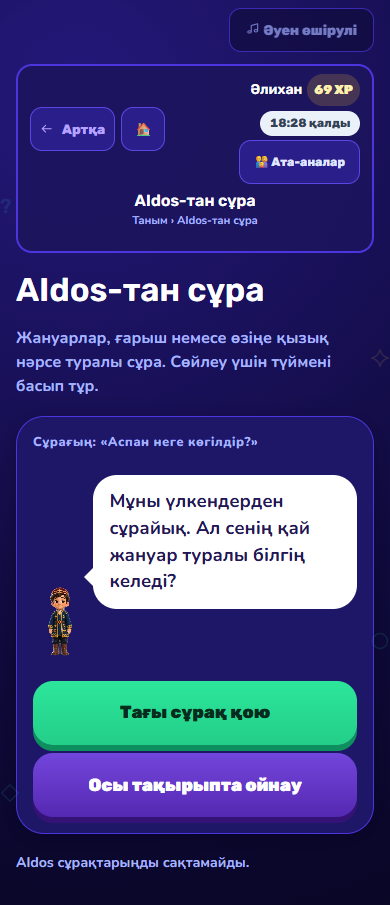 Әуен өшірулі
Әлихан 69 XP
← Артқа
18:28 қалды
Ата-аналар
Aldos-тан сұра
Таным › Aldos-тан сұра
?
Aldos-тан сұра
Жануарлар, ғарыш немесе өзіңе қызық
нәрсе туралы сұра. Сөйлеу үшін түймені
басып тұр.
Сұрағың: «Аспан неге көгілдір?»
Мұны үлкендерден
сұрайық. Ал сенің қай
жануар туралы білгің
келеді?
Тағы сұрақ қою
Осы тақырыпта ойнау
Aldos сұрақтарыңды сақтамайды.